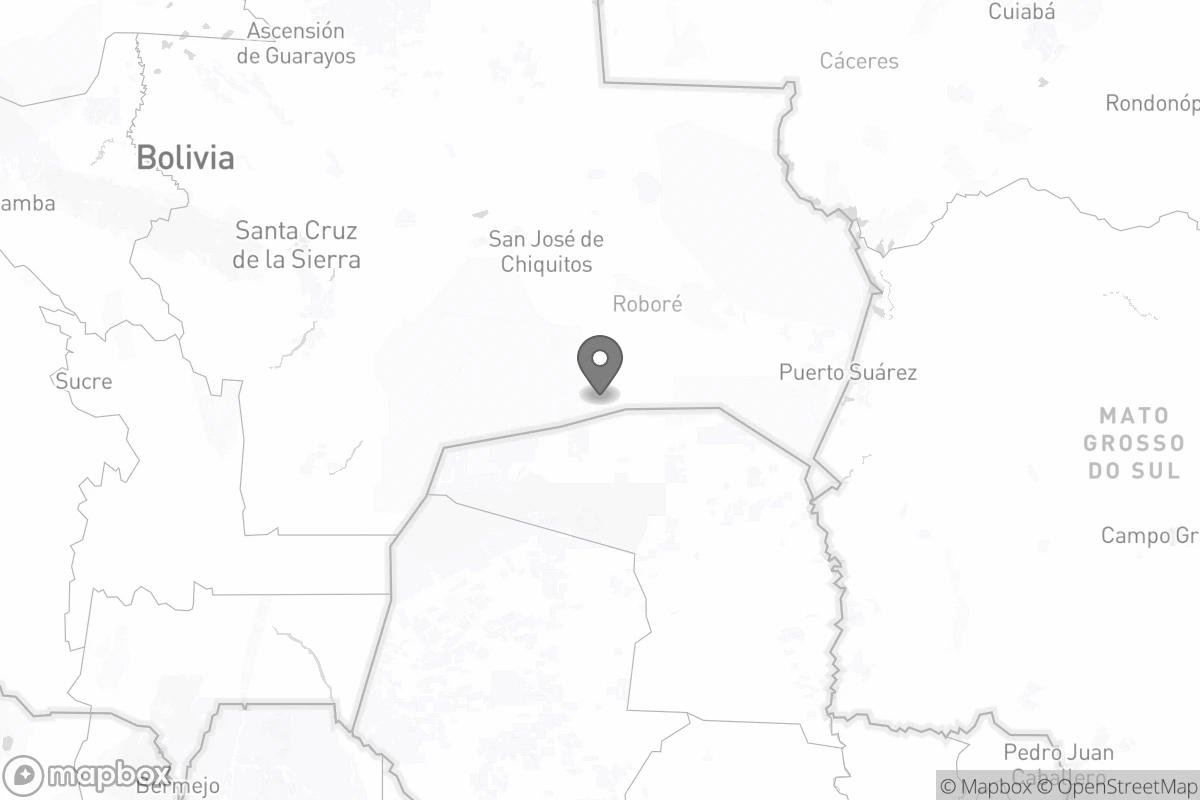 Cuiabá
Ascensión
de Guarayos
Cáceres
Rondonóp
Bolivia
amba
Santa Cruz
de la Sierra
San José de
Chiquitos
Roboré
Sucre
Puerto Suárez
MATO
GROSSO
DO SUL
Campo Gr
Pedro Juan
Caballero
mapbox
Bermejo
© Mapbox © OpenStreetMap